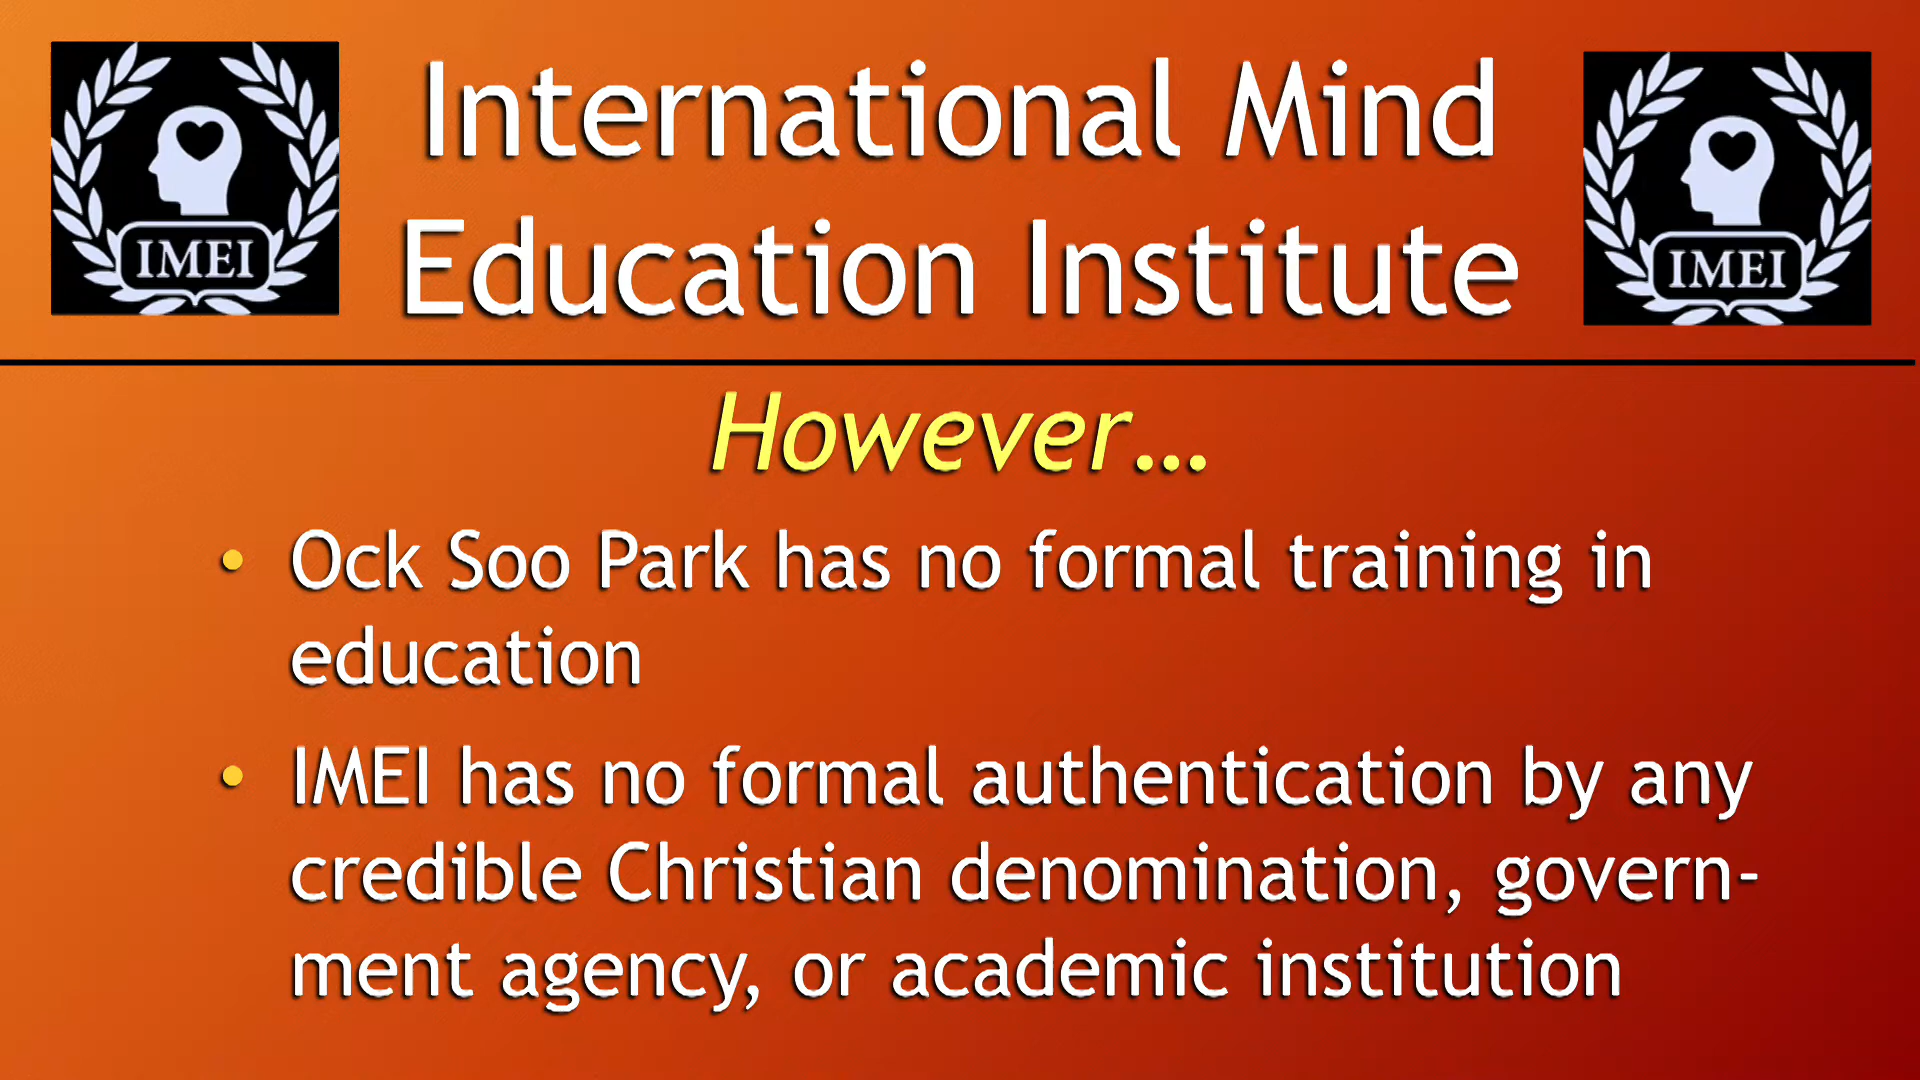 International Mind
Education Institute
IMEI
IMEI
However...
• Ock Soo Park has no formal training in
education
• IMEI has no formal authentication by any
credible Christian denomination, govern-
ment agency, or academic institution